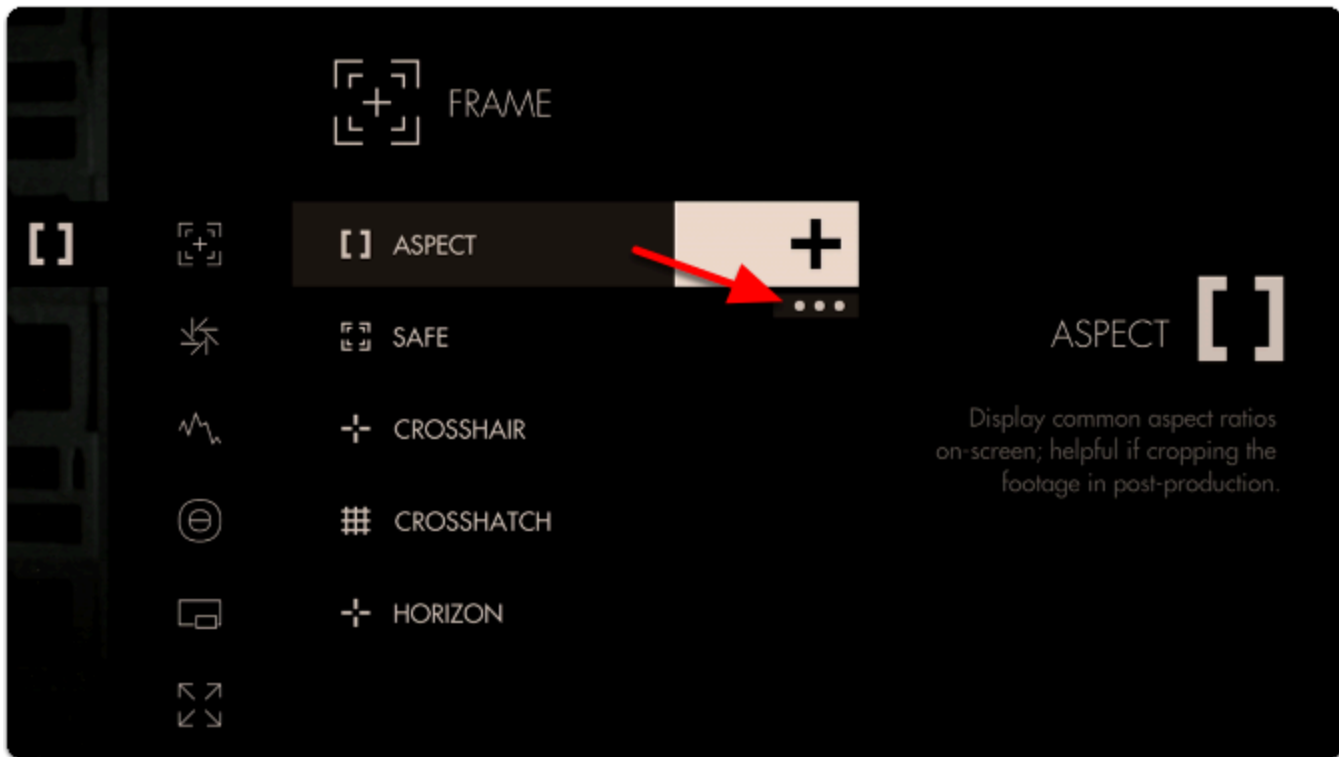 FRAME
ASPECT
SAFE
CROSSHAIR
CROSSHATCH
HORIZON
ASPECT
Display common aspect ratios
on-screen; helpful if cropping the
footage in post-production.